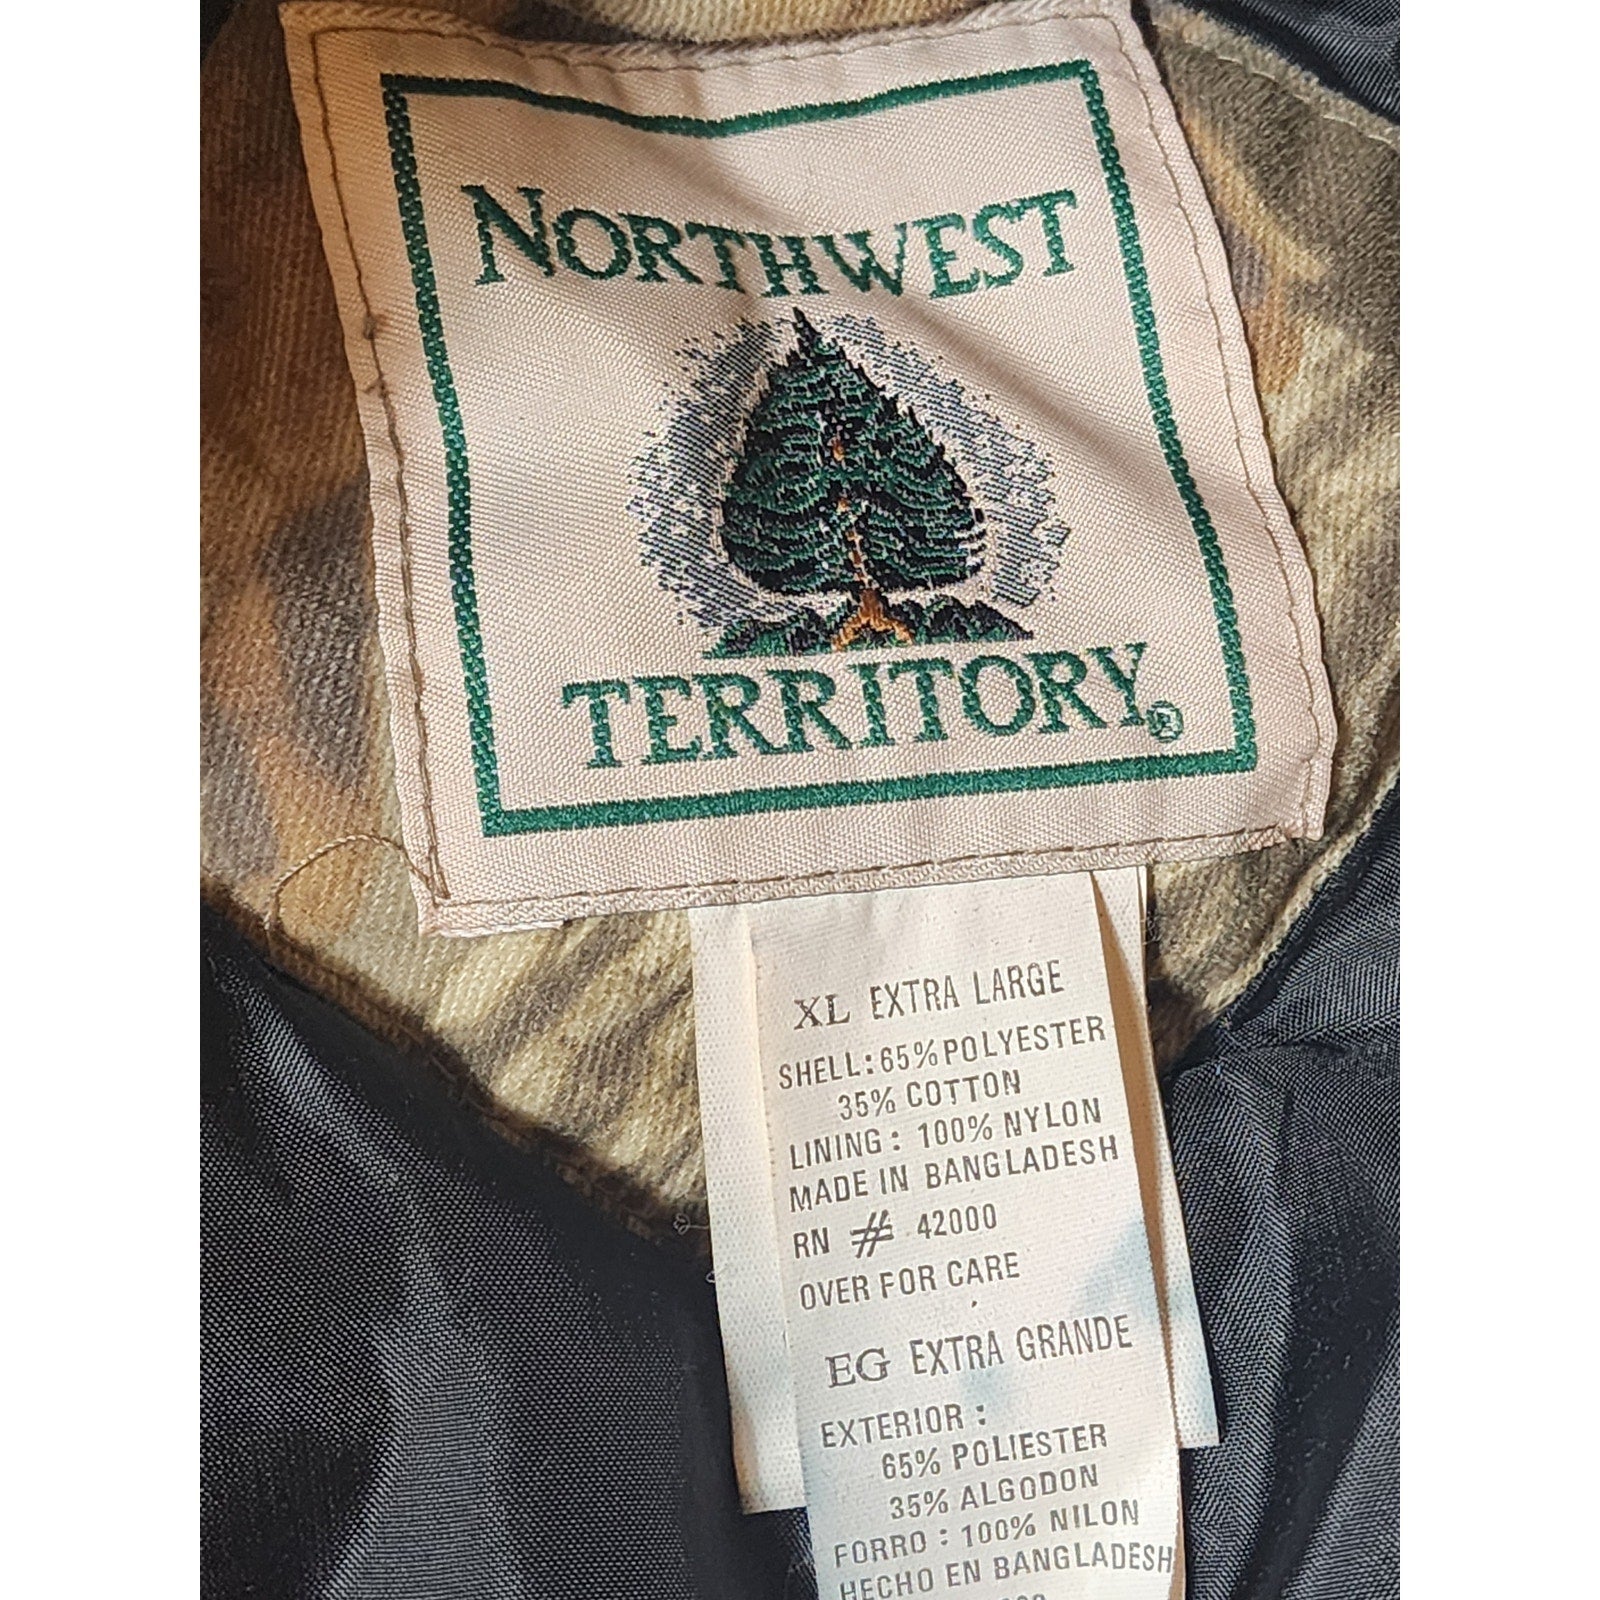 NORTHWEST
TERRITORY®
XL EXTRA LARGE
SHELL:65%POLYESTER
35% COTTON
LINING: 100% NYLON
MADE IN BANGLADESH
RN # 42000
OVER FOR CARE
EG EXTRA GRANDE
EXTERIOR :
65% POLIESTER
35% ALGODON
FORRO : 100% NILON
HECHO EN BANGLADESH